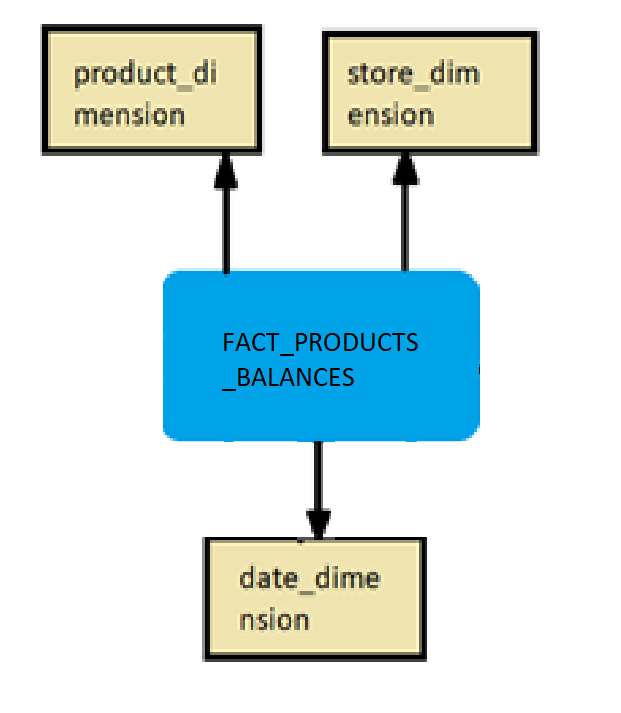 product_di
mension
store_dim
ension
FACT_PRODUCTS
_BALANCES
date_dime
nsion